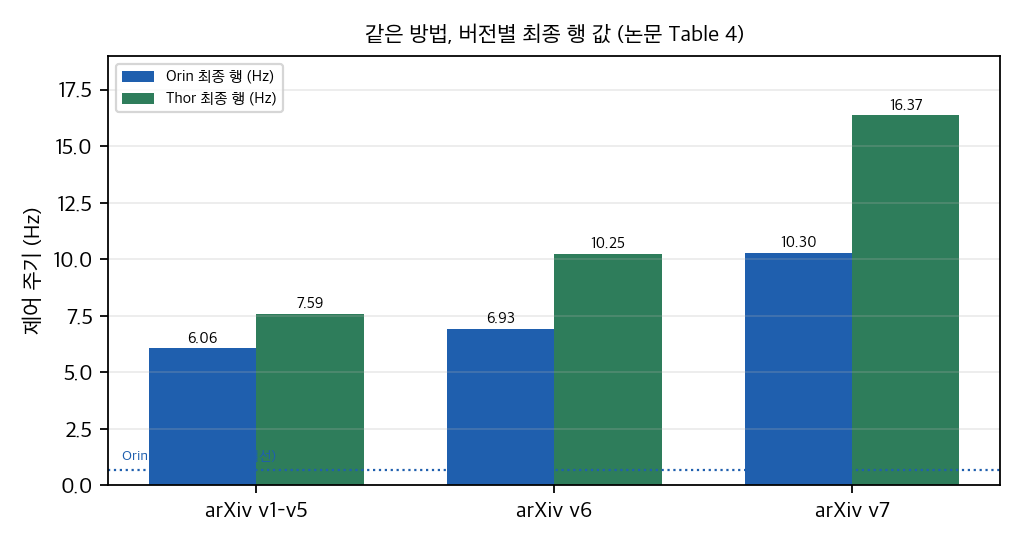 같은 방법, 버전별 최종 행 값 (논문 Table 4)
Orin 최종 행 (Hz)
Thor 최종 행 (Hz)
제어 주기 (Hz)
17.5
15.0
12.5
10.0
7.5
5.0
2.5
0.0
6.06
7.59
6.93
10.25
10.30
16.37
Orin
arXiv v1-v5
arXiv v6
arXiv v7